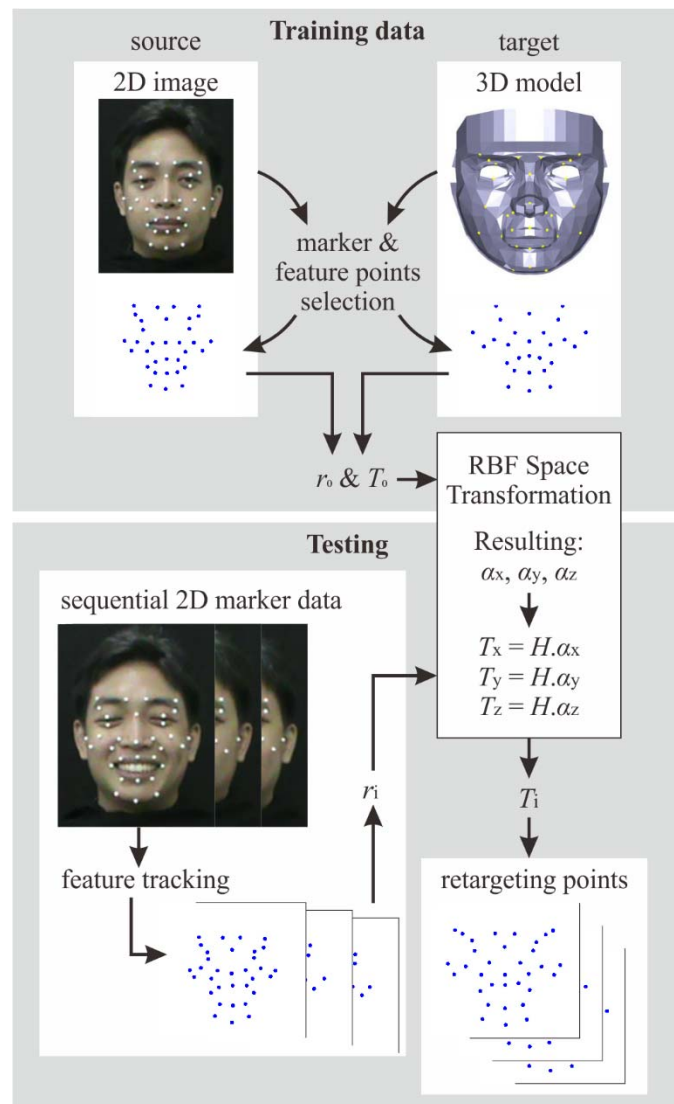 Training data
source
target
2D image
3D model
marker &
feature points
selection
r₀ & T₀
RBF Space
Transformation
Resulting:
αx, αy, αz
Tx = H.αx
Ty = H.αy
Tz = H.αz
Testing
sequential 2D marker data
feature tracking
ri
Ti
retargeting points